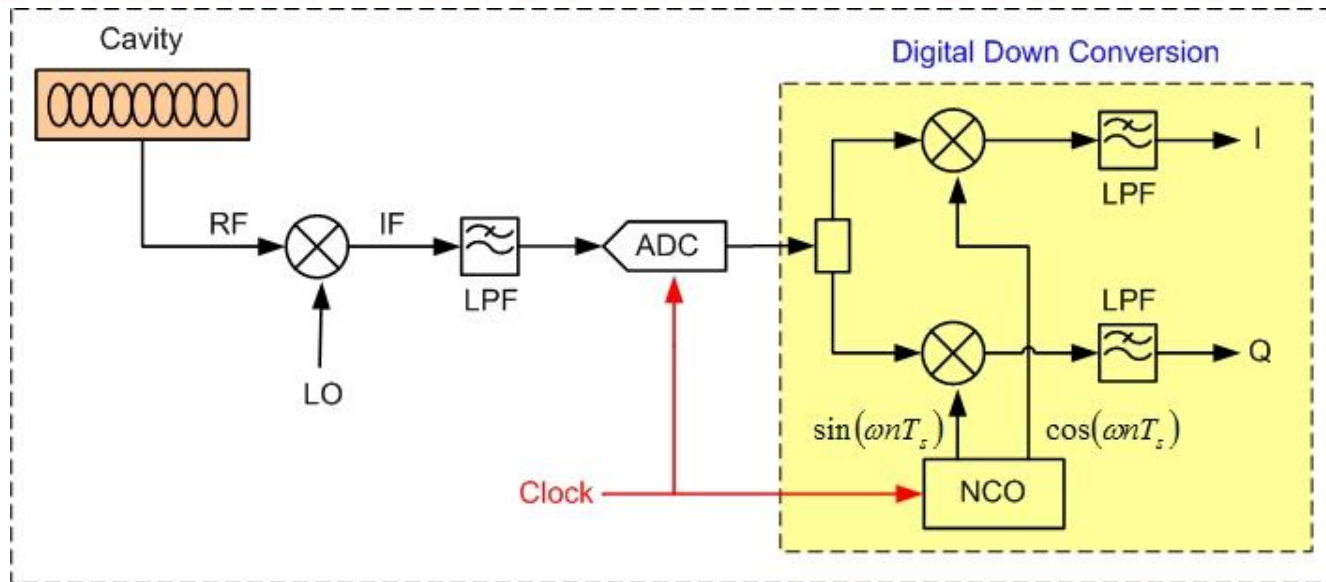 Cavity
Digital Down Conversion
I
LPF
RF
IF
ADC
LPF
LPF
Q
LO
sin(ωnTₛ)
cos(ωnTₛ)
Clock
NCO